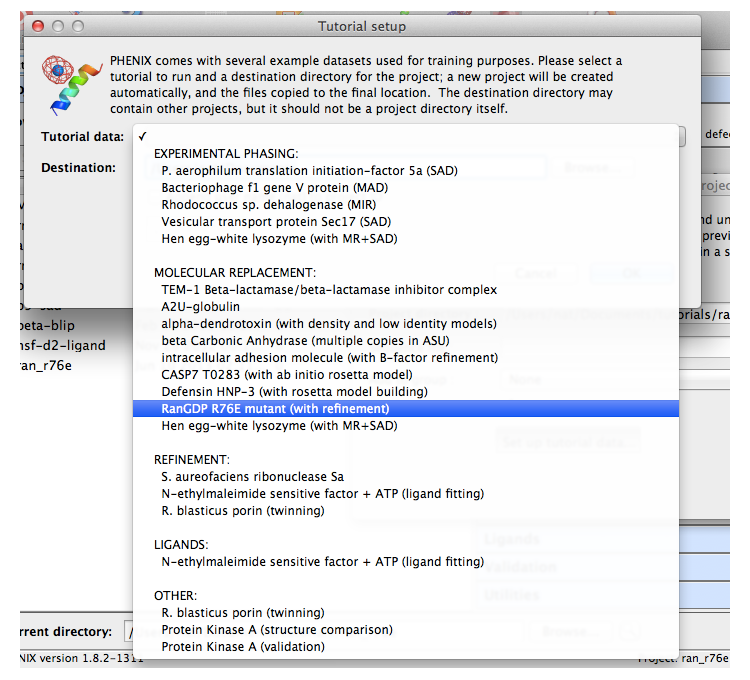 Tutorial setup
PHENIX comes with several example datasets used for training purposes. Please select a
tutorial to run and a destination directory for the project; a new project will be created
automatically, and the files copied to the final location. The destination directory may
contain other projects, but it should not be a project directory itself.
Tutorial data: ✓
EXPERIMENTAL PHASING:
Destination:
P. aerophilum translation initiation-factor 5a (SAD)
Browse...
Bacteriophage f1 gene V protein (MAD)
Rhodococcus sp. dehalogenase (MIR)
Vesicular transport protein Sec17 (SAD)
Hen egg-white lysozyme (with MR+SAD)
MOLECULAR REPLACEMENT:
Cancel OK
TEM-1 Beta-lactamase/beta-lactamase inhibitor complex
A2U-globulin
alpha-dendrotoxin (with density and low identity models)
beta-blip
beta Carbonic Anhydrase (multiple copies in ASU)
nsf-d2-ligand
intracellular adhesion molecule (with B-factor refinement)
ran_r76e
CASP7 T0283 (with ab initio rosetta model)
None
Defensin HNP-3 (with rosetta model building)
RanGDP R76E mutant (with refinement)
Hen egg-white lysozyme (with MR+SAD)
Set up tutorial data...
REFINEMENT:
S. aureofaciens ribonuclease Sa
N-ethylmaleimide sensitive factor + ATP (ligand fitting)
R. blasticus porin (twinning)
LIGANDS:
Ligands
N-ethylmaleimide sensitive factor + ATP (ligand fitting)
Validation
OTHER:
Utilities
R. blasticus porin (twinning)
rrent directory: /
Protein Kinase A (structure comparison)
Browse...
Protein Kinase A (validation)
NIX version 1.8.2-1311
Project: ran_r76e